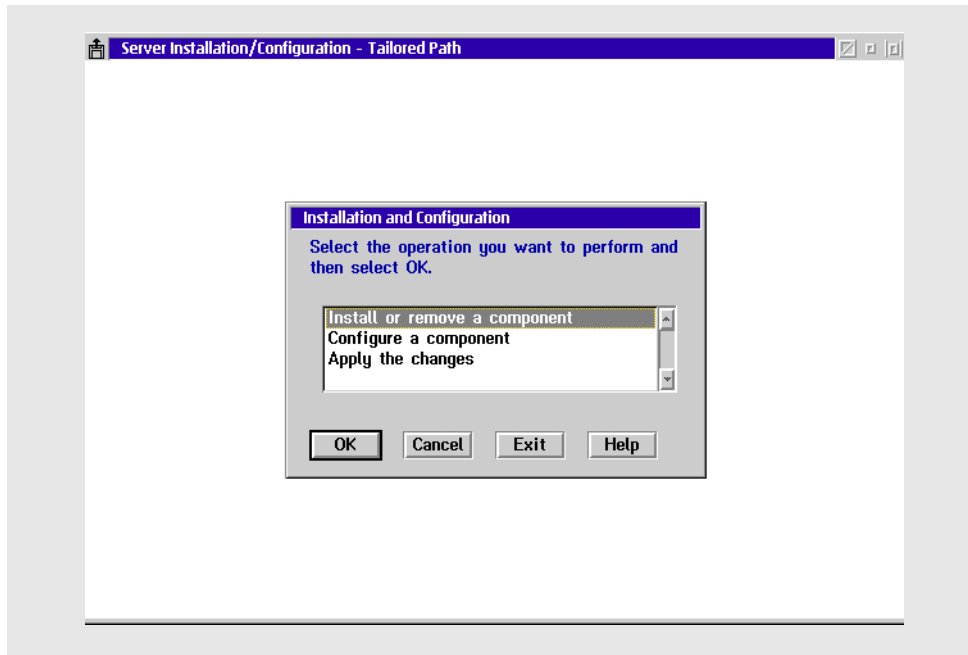 Server Installation/Configuration - Tailored Path
Installation and Configuration
Select the operation you want to perform and
then select OK.
Install or remove a component
Configure a component
Apply the changes
OK Cancel Exit Help